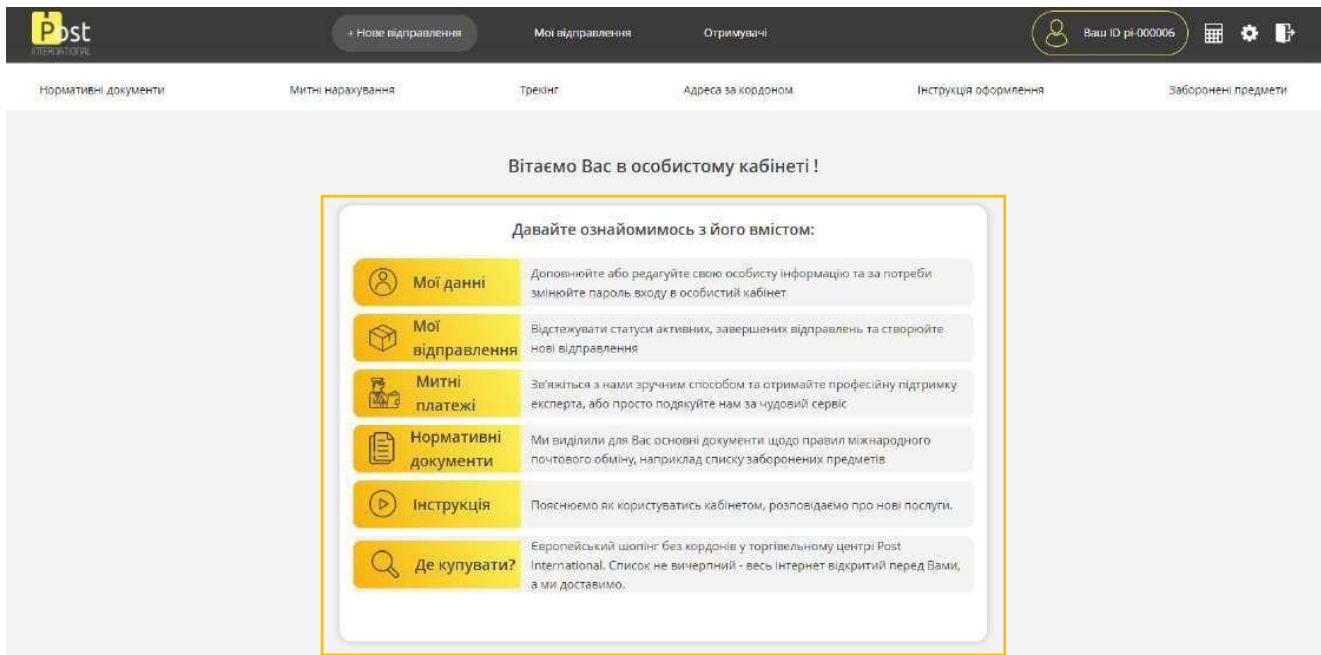 Post
INTERNATIONAL
+ Нове відправлення
Мої відправлення
Отримувачі
Ваш ID pi-000006
Нормативні документи
Митні нарахування
Трекінг
Адреса за кордоном
Інструкція оформлення
Заборонені предмети
Вітаємо Вас в особистому кабінеті !
Давайте ознайомимось з його вмістом:
Мої данні
Доповнюйте або редагуйте свою особисту інформацію та за потреби
змінюйте пароль входу в особистий кабінет
Мої
відправлення
Відстежувати статуси активних, завершених відправлень та створюйте
нові відправлення
Митні
платежі
Зв'яжіться з нами зручним способом та отримайте професійну підтримку
експерта, або просто подякуйте нам за чудовий сервіс
Нормативні
документи
Ми виділили для Вас основні документи щодо правил міжнародного
почтового обміну, наприклад списку заборонених предметів
Інструкція
Пояснюємо як користуватись кабінетом, розповідаємо про нові послуги.
Де купувати?
Європейський шопінг без кордонів у торгівельному центрі Post
International. Список не вичерпний - весь інтернет відкритий перед Вами,
а ми доставимо.